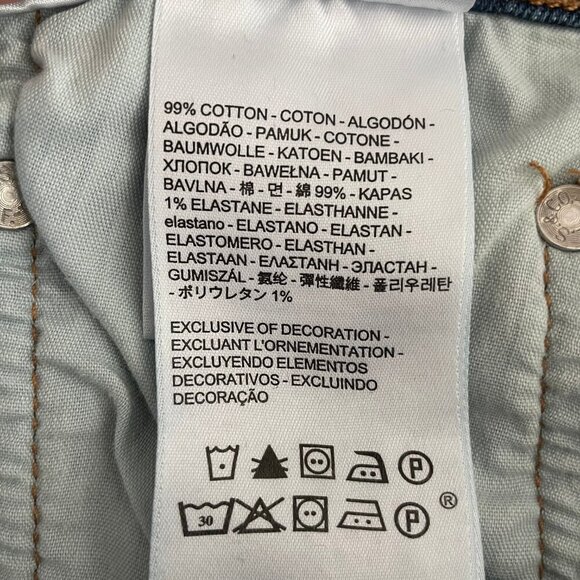 99% COTTON - COTON - ALGODÓN -
ALGODÃO - PAMUK - COTONE -
BAUMWOLLE - KATOEN - BAMBAKI -
ХЛОПОК - BAWEŁNA - PAMUT -
BAVLNA - 棉 - 면 - 綿 99% - KAPAS
1% ELASTANE - ELASTHANNE -
elastano - ELASTANO - ELASTAN -
ELASTOMERO - ELASTHAN -
ELASTAAN - ΕΛΑΣΤΑΝΗ - ЭЛАСТАН -
GUMISZÁL - 氨纶 - 彈性纖維 - 폴리우레탄
- ポリウレタン 1%
EXCLUSIVE OF DECORATION -
EXCLUANT L'ORNEMENTATION -
EXCLUYENDO ELEMENTOS
DECORATIVOS - EXCLUINDO
DECORAÇÃO
P
30 P ®